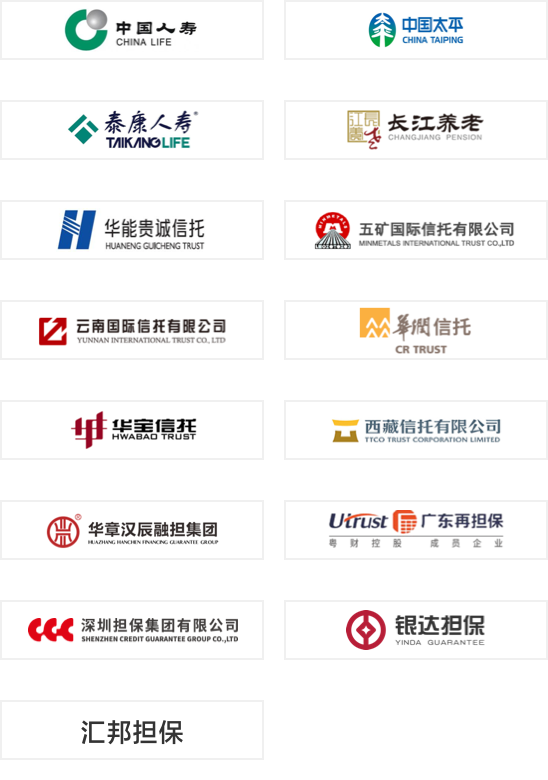 中国人寿
CHINA LIFE
中国太平
CHINA TAIPING
泰康人寿®
TAIKANG LIFE
长江养老
CHANGJIANG PENSION
华能贵诚信托
HUANENG GUICHENG TRUST
MINMETALS
五矿国际信托有限公司
MINMETALS INTERNATIONAL TRUST CO.,LTD
云南国际信托有限公司
YUNNAN INTERNATIONAL TRUST CO., LTD
華潤信托
CR TRUST
华宝信托
HWABAO TRUST
西藏信托有限公司
TTCO TRUST CORPORATION LIMITED
®
华章汉辰融担集团
HUAZHANG HANCHEN FINANCING GUARANTEE GROUP
Utrust 广东再担保
粤财控股 成员企业
深圳担保集团有限公司
SHENZHEN CREDIT GUARANTEE GROUP CO.,LTD
银达担保
YINDA GUARANTEE
汇邦担保